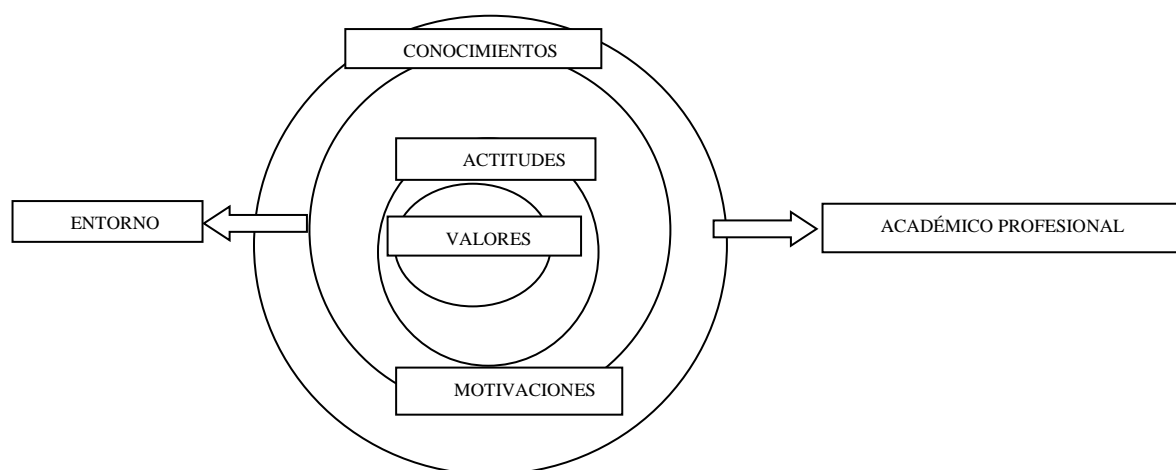 CONOCIMIENTOS
ACTITUDES
ENTORNO
VALORES
ACADÉMICO PROFESIONAL
MOTIVACIONES